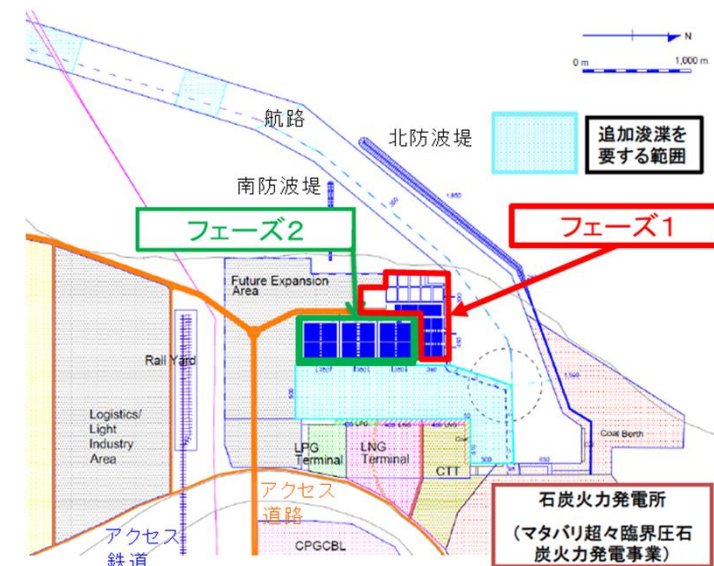 N
0 m 1,000 m
航路
北防波堤
追加浚渫を
要する範囲
南防波堤
フェーズ2
フェーズ1
Future Expansion
Area
Rail Yard
Logistics/
Light
Industry
Area
LPG
Terminal
LNG
Terminal
CTT
Coal Berth
アクセス
道路
アクセス
鉄道
CPGCBL
石炭火力発電所
(マタバリ超々臨界圧石
炭火力発電事業)